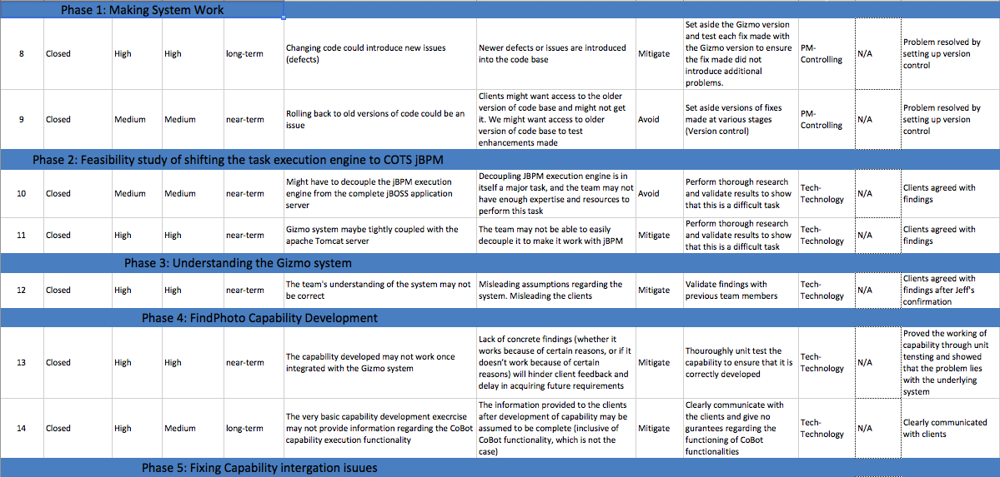 Phase 1: Making System Work
8 Closed High High long-term Changing code could introduce new issues (defects) Newer defects or issues are introduced into the code base Mitigate Set aside the Gizmo version and test each fix made with the Gizmo version to ensure the fix made did not introduce additional problems. PM-Controlling N/A Problem resolved by setting up version control
9 Closed Medium Medium near-term Rolling back to old versions of code could be an issue Clients might want access to the older version of code base and might not get it. We might want access to older version of code base to test enhancements made Avoid Set aside versions of fixes made at various stages (Version control) PM-Controlling N/A Problem resolved by setting up version control
Phase 2: Feasibility study of shifting the task execution engine to COTS jBPM
10 Closed Medium Medium near-term Might have to decouple the jBPM execution engine from the complete jBOSS application server Decoupling JBPM execution engine is in itself a major task, and the team may not have enough expertise and resources to perform this task Avoid Perform thorough research and validate results to show that this is a difficult task Tech-Technology N/A Clients agreed with findings
11 Closed High High near-term Gizmo system maybe tightly coupled with the apache Tomcat server The team may not be able to easily decouple it to make it work with jBPM Mitigate Perform thorough research and validate results to show that this is a difficult task Tech-Technology N/A Clients agreed with findings
Phase 3: Understanding the Gizmo system
12 Closed High High near-term The team's understanding of the system may not be correct Misleading assumptions regarding the system. Misleading the clients Mitigate Validate findings with previous team members Tech-Technology N/A Clients agreed with findings after Jeff's confirmation
Phase 4: FindPhoto Capability Development
13 Closed High High near-term The capability developed may not work once integrated with the Gizmo system Lack of concrete findings (whether it works because of certain reasons, or if it doesn't work because of certain reasons) will hinder client feedback and delay in acquiring future requirements Mitigate Thouroughly unit test the capability to ensure that it is correctly developed Tech-Technology N/A Proved the working of capability through unit tensting and showed that the problem lies with the underlying system
14 Closed High Medium long-term The very basic capability development execrcise may not provide information regarding the CoBot capability execution functionality The information provided to the clients after development of capability may be assumed to be complete (inclusive of CoBot functionality, which is not the case) Mitigate Clearly communicate with the clients and give no gurantees regarding the functioning of CoBot functionalities Tech-Technology N/A Clearly communicated with clients
Phase 5: Fixing Capability intergation isuues